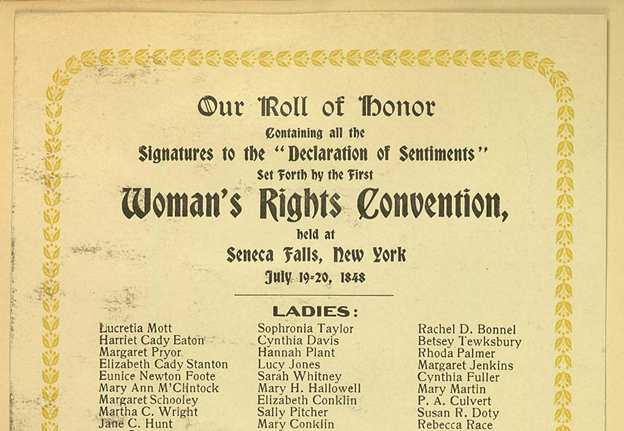 Our Roll of Honor
Containing all the
Signatures to the "Declaration of Sentiments"
Set Forth by the First
Woman's Rights Convention,
held at
Seneca Falls, New York
July 19-20, 1848
LADIES:
Lucretia Mott
Harriet Cady Eaton
Margaret Pryor
Elizabeth Cady Stanton
Eunice Newton Foote
Mary Ann M'Clintock
Margaret Schooley
Martha C. Wright
Jane C. Hunt
Sophronia Taylor
Cynthia Davis
Hannah Plant
Lucy Jones
Sarah Whitney
Mary H. Hallowell
Elizabeth Conklin
Sally Pitcher
Mary Conklin
Rachel D. Bonnel
Betsey Tewksbury
Rhoda Palmer
Margaret Jenkins
Cynthia Fuller
Mary Martin
P. A. Culvert
Susan R. Doty
Rebecca Race